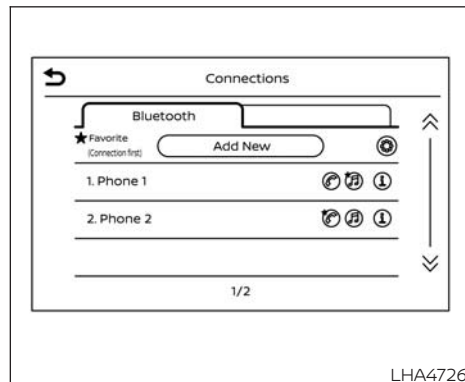 Connections
Bluetooth
Favorite
(Connection first)
Add New
1. Phone 1
2. Phone 2
1/2
LHA4726